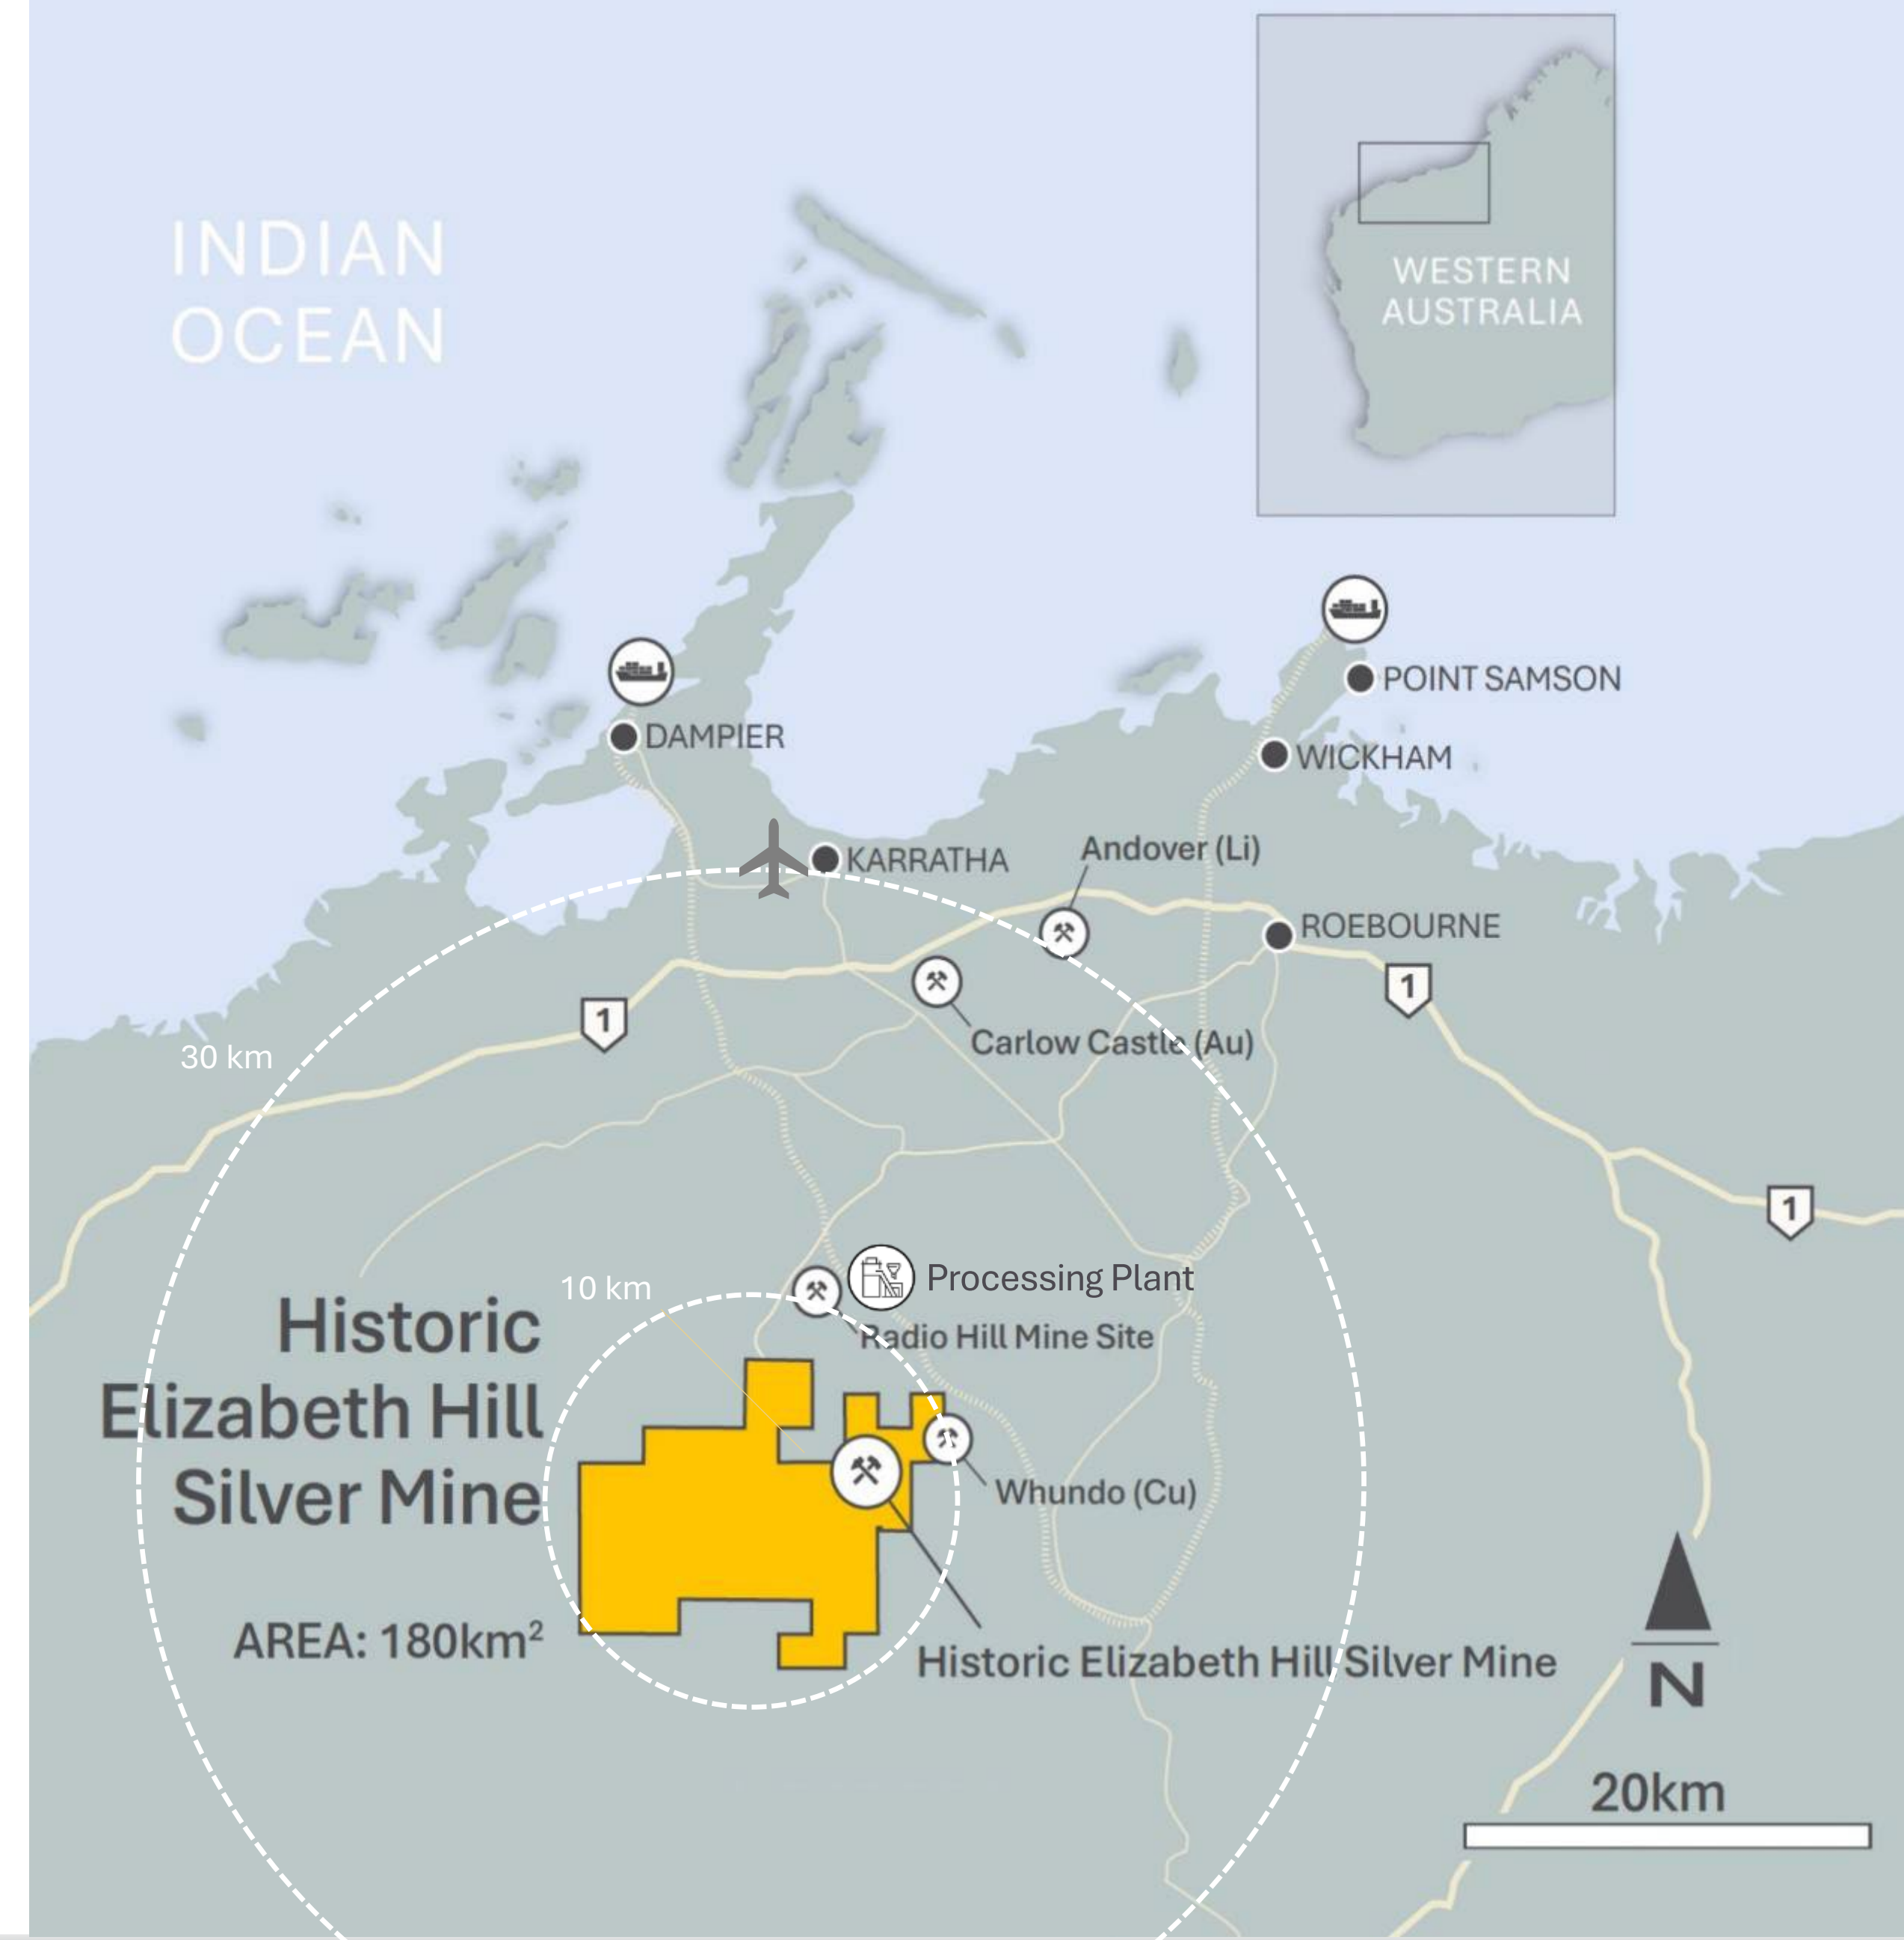 INDIAN
OCEAN
WESTERN
AUSTRALIA
POINT SAMSON
DAMPIER
WICKHAM
KARRATHA
Andover (Li)
ROEBOURNE
1
1
Carlow Castle (Au)
30 km
1
10 km
Processing Plant
Radio Hill Mine Site
Historic
Elizabeth Hill
Silver Mine
Whundo (Cu)
AREA: 180km²
Historic Elizabeth Hill Silver Mine
N
20km